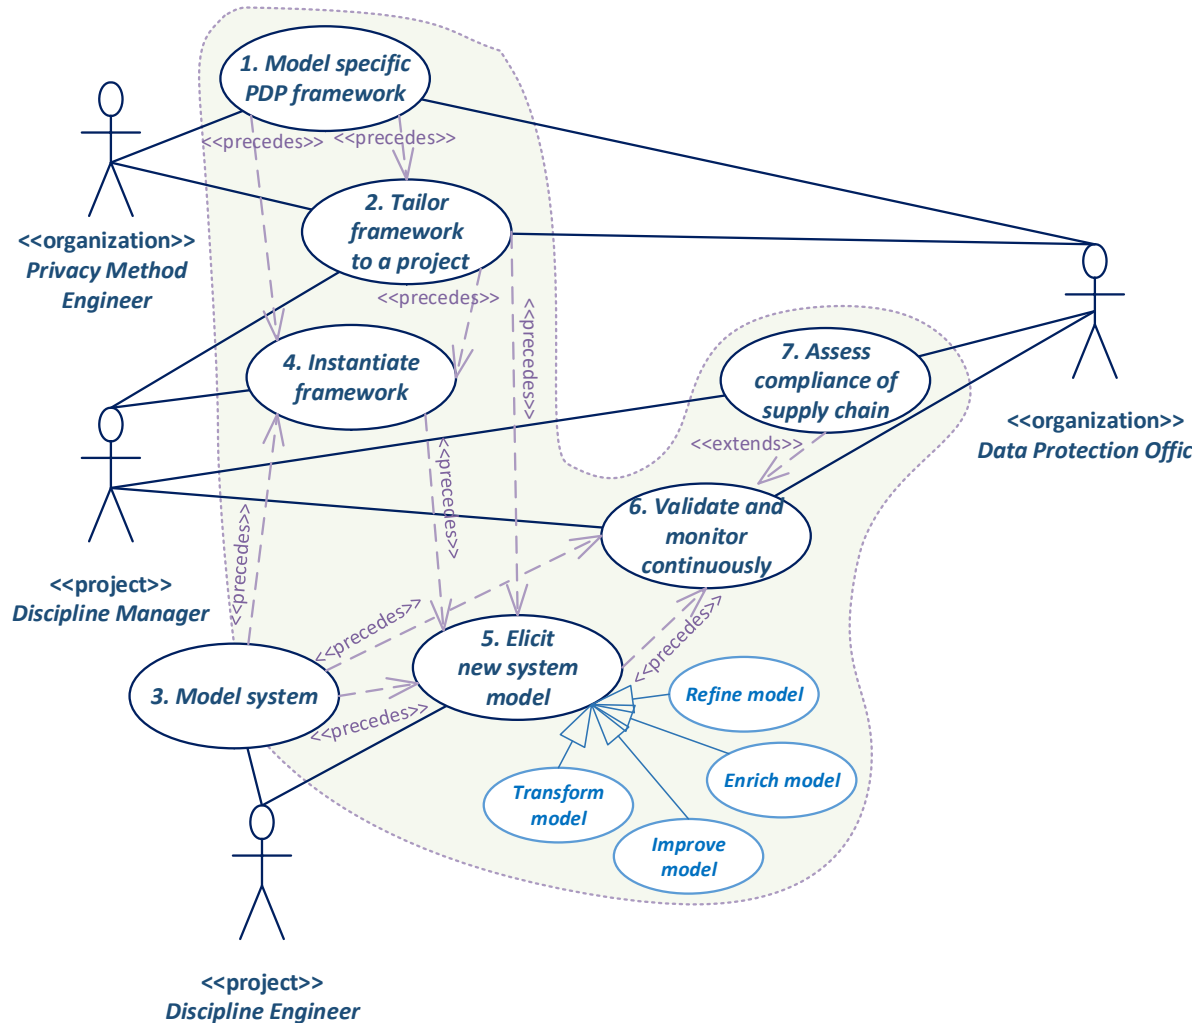 1. Model specific
PDP framework
<<precedes>>
<<precedes>>
<<organization>>
Privacy Method
Engineer
2. Tailor
framework
to a project
<<precedes>>
<<precedes>>
4. Instantiate
framework
7. Assess
compliance of
supply chain
<<organization>>
Data Protection Offic
<<extends>>
<<precedes>>
<<precedes>>
6. Validate and
monitor
continuously
<<project>>
Discipline Manager
<<precedes>>
<<precedes>>
5. Elicit
new system
model
3. Model system
<<precedes>>
Refine model
Enrich model
Transform
model
Improve
model
<<project>>
Discipline Engineer